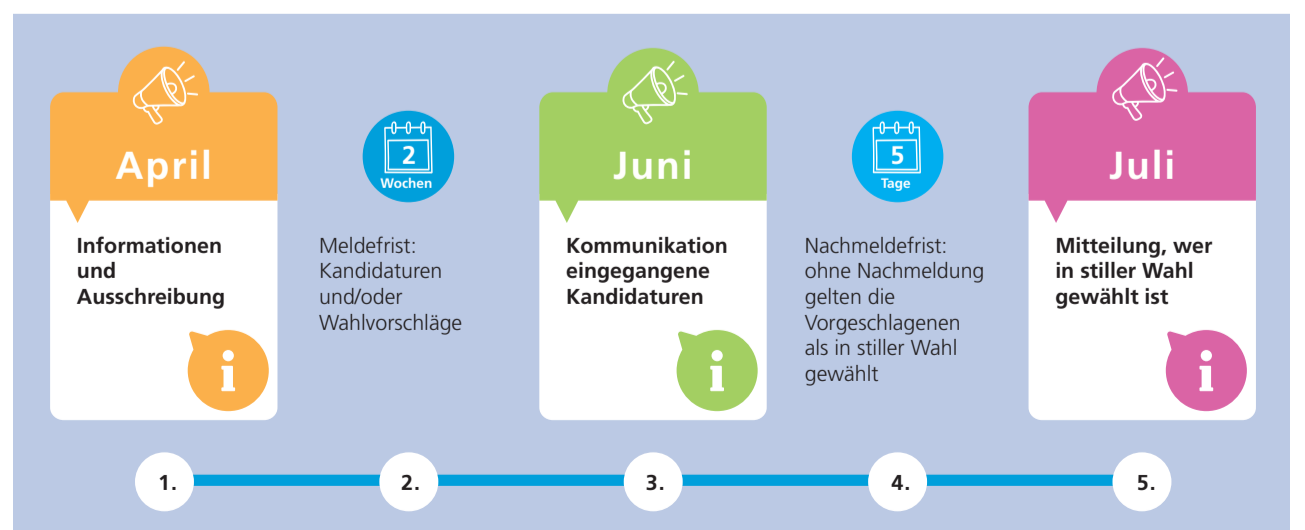 April
Informationen
und
Ausschreibung
2
Wochen
Meldefrist:
Kandidaturen
und/oder
Wahlvorschläge
Juni
Kommunikation
eingegangene
Kandidaturen
5
Tage
Nachmeldefrist:
ohne Nachmeldung
gelten die
Vorgeschlagenen
als in stiller Wahl
gewählt
Juli
Mitteilung, wer
in stiller Wahl
gewählt ist
i
i
i
1.
2.
3.
4.
5.